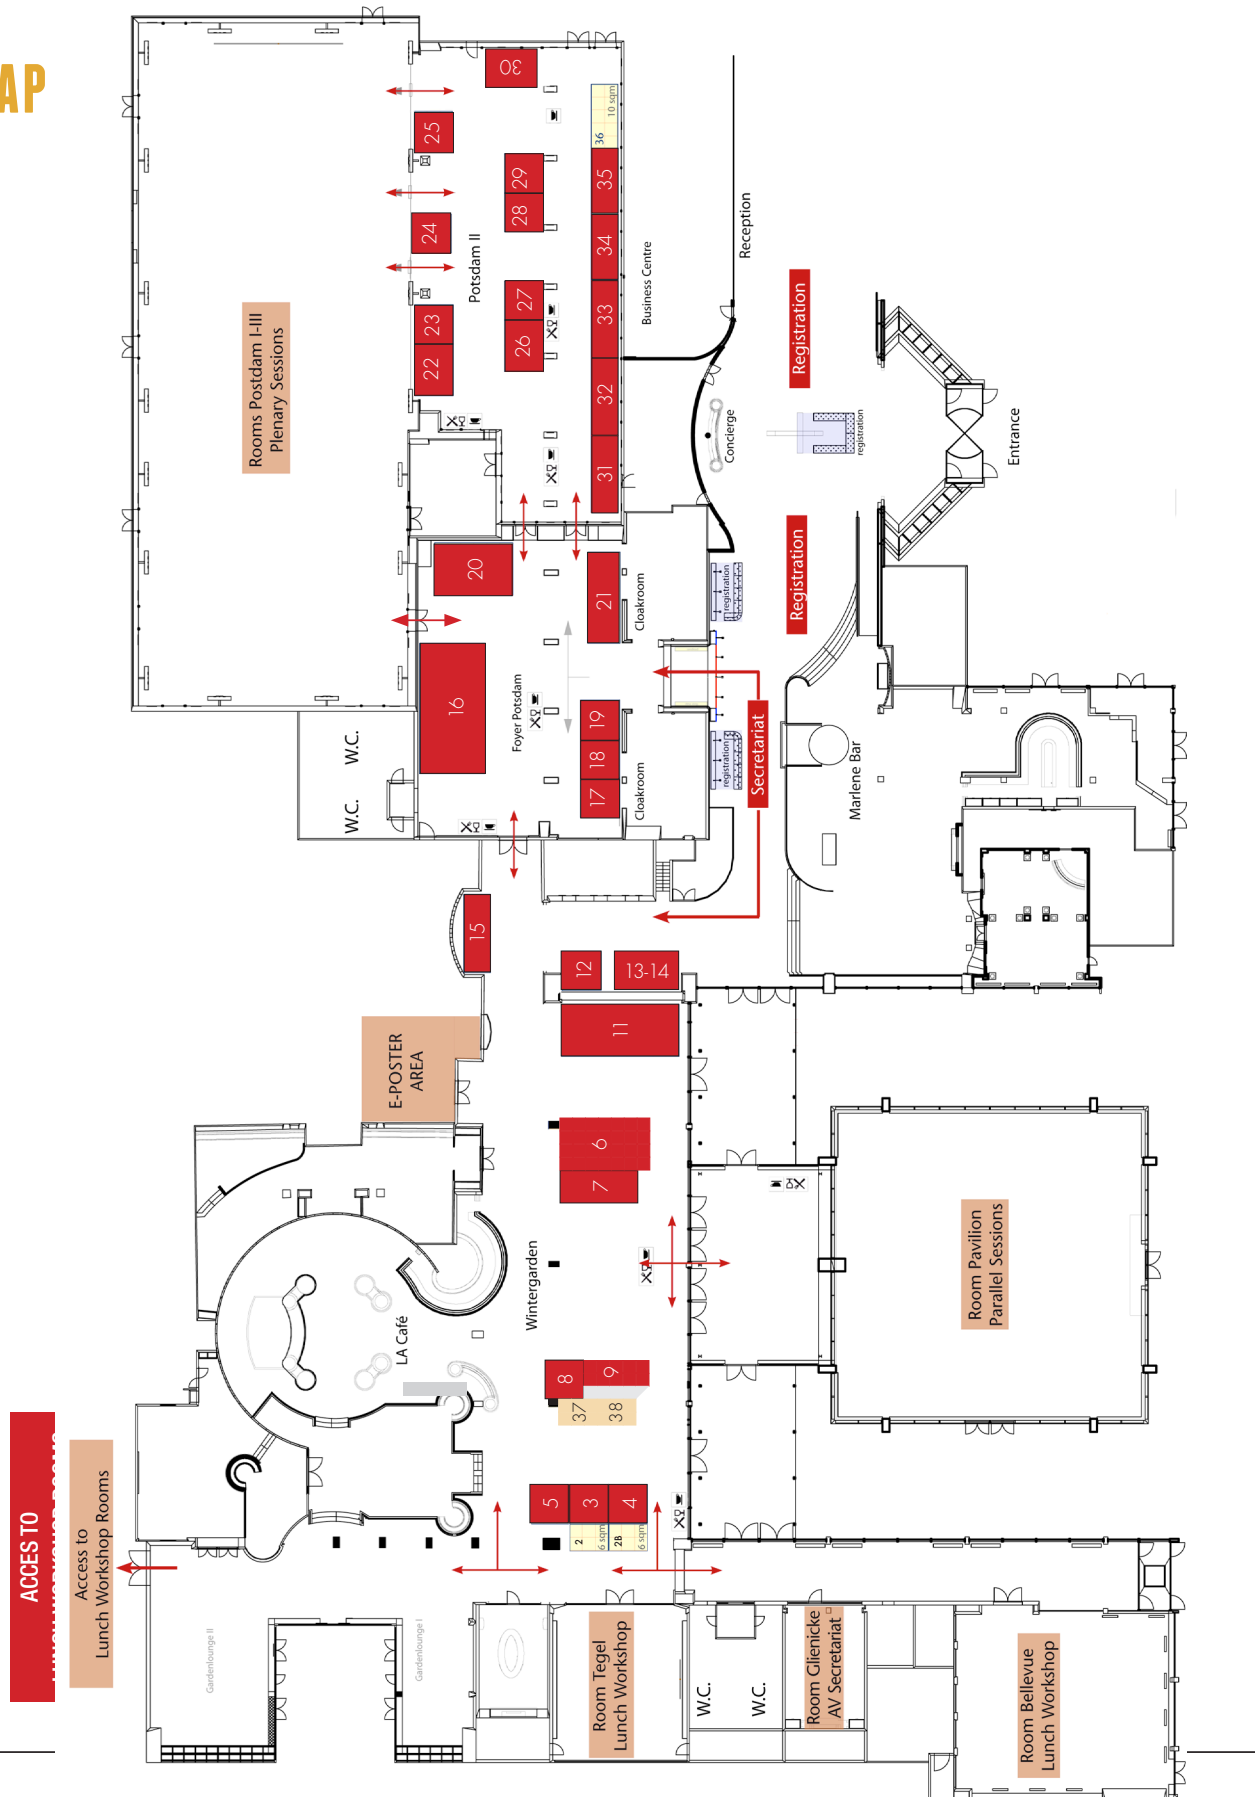 AP
30
36
10 sqm
25
35
29
28
24
34
Potsdam II
Business Centre
Reception
Rooms Postdam I-III
Plenary Sessions
23
22
27
26
33
32
31
Registration
registration
Concierge
Entrance
20
21
Cloakroom
registration
Registration
16
Foyer Potsdam
19
18
17
Cloakroom
registration
Secretariat
W.C.
W.C.
Marlene Bar
15
12
13-14
11
E-POSTER
AREA
6
7
Wintergarden
LA Café
8
9
37
38
Room Pavilion
Parallel Sessions
5
3
4
2
6 sqm
2B
6 sqm
ACCES TO
Access to
Lunch Workshop Rooms
Gardenlounge II
Gardenlounge I
Room Tegel
Lunch Workshop
W.C.
W.C.
Room Glienicke
AV Secretariat
Room Bellevue
Lunch Workshop